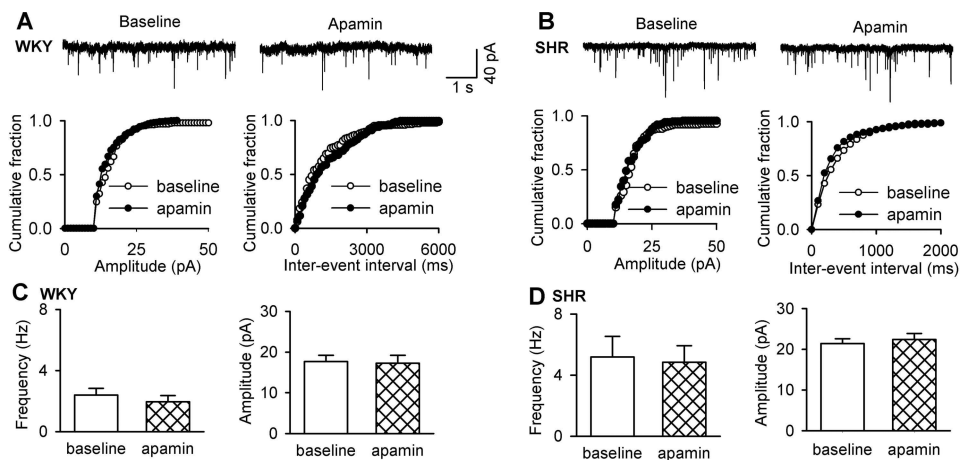 A
Baseline
Apamin
WKY
1 s
40 pA
Cumulative fraction
1.0
0.5
0.0
baseline
apamin
0 25 50
Amplitude (pA)
Cumulative fraction
1.0
0.5
0.0
baseline
apamin
0 3000 6000
Inter-event interval (ms)
B
Baseline
Apamin
SHR
Cumulative fraction
1.0
0.5
0.0
baseline
apamin
0 25 50
Amplitude (pA)
Cumulative fraction
1.0
0.5
0.0
baseline
apamin
0 1000 2000
Inter-event interval (ms)
C WKY
Frequency (Hz)
8
4
0
baseline apamin
Amplitude (pA)
30
20
10
0
baseline apamin
D SHR
Frequency (Hz)
8
4
0
baseline apamin
Amplitude (pA)
30
20
10
0
baseline apamin